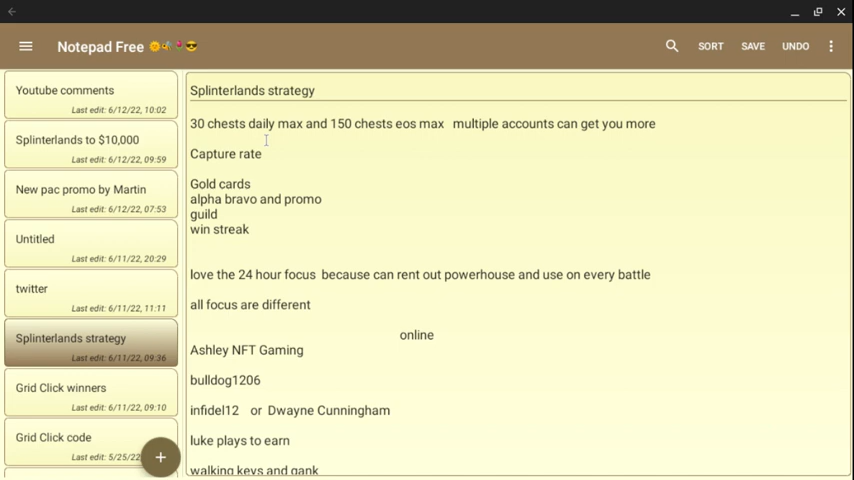 Notepad Free 🌞🐝🌷😎
SORT
SAVE
UNDO
Youtube comments
Last edit: 6/12/22, 10:02
Splinterlands to $10,000
Last edit: 6/12/22, 09:59
New pac promo by Martin
Last edit: 6/12/22, 07:53
Untitled
Last edit: 6/11/22, 20:29
twitter
Last edit: 6/11/22, 11:11
Splinterlands strategy
Last edit: 6/11/22, 09:36
Grid Click winners
Last edit: 6/11/22, 09:10
Grid Click code
Last edit: 5/25/22
Splinterlands strategy
30 chests daily max and 150 chests eos max multiple accounts can get you more
Capture rate
Gold cards
alpha bravo and promo
guild
win streak
love the 24 hour focus because can rent out powerhouse and use on every battle
all focus are different
online
Ashley NFT Gaming
bulldog1206
infidel12 or Dwayne Cunningham
luke plays to earn
walking keys and gank